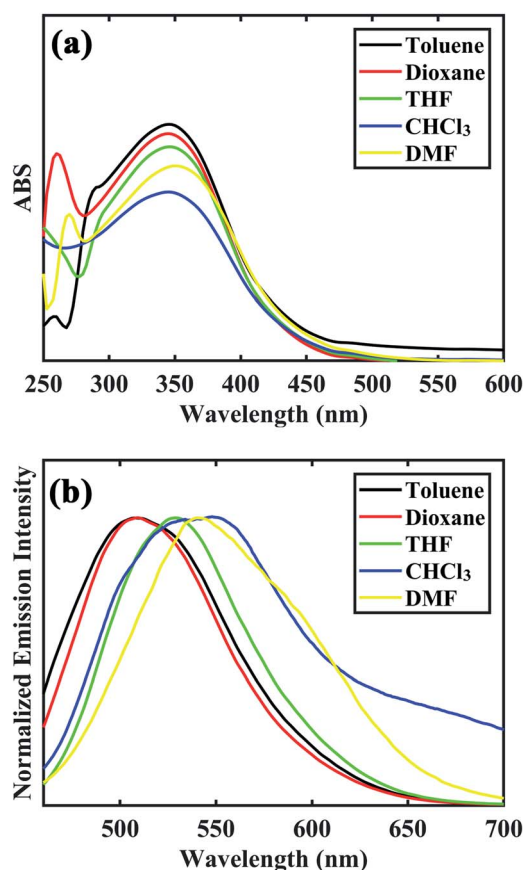 (a)
Toluene
Dioxane
THF
CHCl₃
DMF
ABS
250 300 350 400 450 500 550 600
Wavelength (nm)
(b)
Toluene
Dioxane
THF
CHCl₃
DMF
Normalized Emission Intensity
500 550 600 650 700
Wavelength (nm)